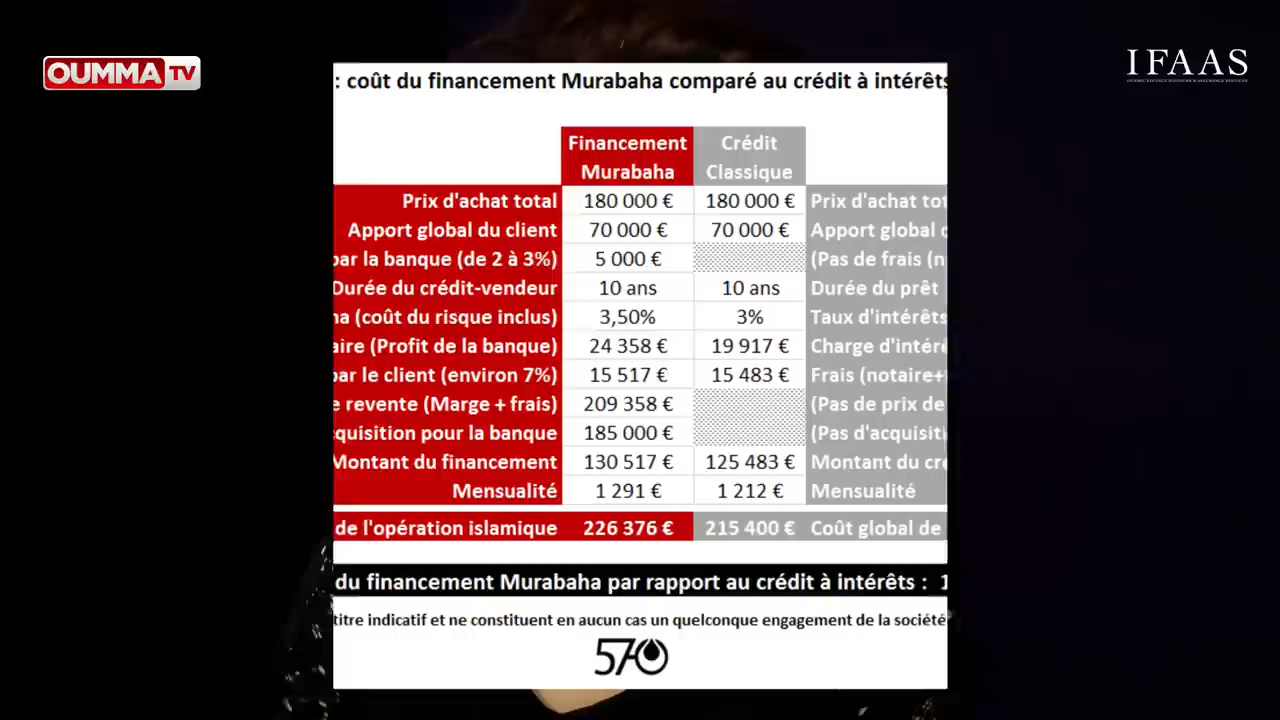 OUMMA TV
IFAAS
: coût du financement Murabaha comparé au crédit à intérêts
Financement Murabaha
Crédit Classique
Prix d'achat total 180 000 € 180 000 € Prix d'achat
Apport global du client 70 000 € 70 000 € Apport global
par la banque (de 2 à 3%) 5 000 € (Pas de frais
Durée du crédit-vendeur 10 ans 10 ans Durée du prêt
(coût du risque inclus) 3,50% 3% Taux d'intérêts
(Profit de la banque) 24 358 € 19 917 € Charge
par le client (environ 7%) 15 517 € 15 483 € Frais (notaire+
revente (Marge + frais) 209 358 € (Pas de prix de
pour la banque 185 000 € (Pas
Montant du financement 130 517 € 125 483 € Montant du
Mensualité 1 291 € 1 212 € Mensualité
de l'opération islamique 226 376 € 215 400 € Coût global de
du financement Murabaha par rapport au crédit à intérêts : 1
titre indicatif et ne constituent en aucun cas un quelconque engagement de la société
570